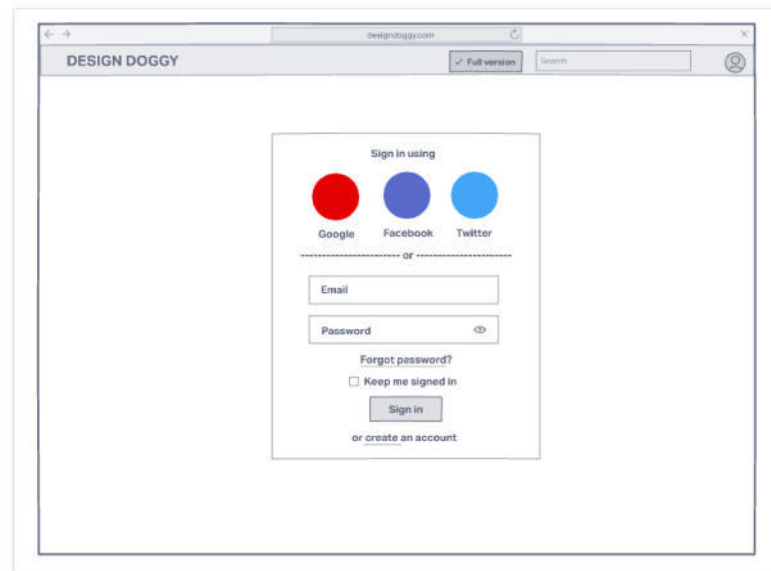 designdoggy.com
DESIGN DOGGY
Full version
Search
Sign in using
Google Facebook Twitter
or
Email
Password
Forgot password?
Keep me signed in
Sign in
or create an account